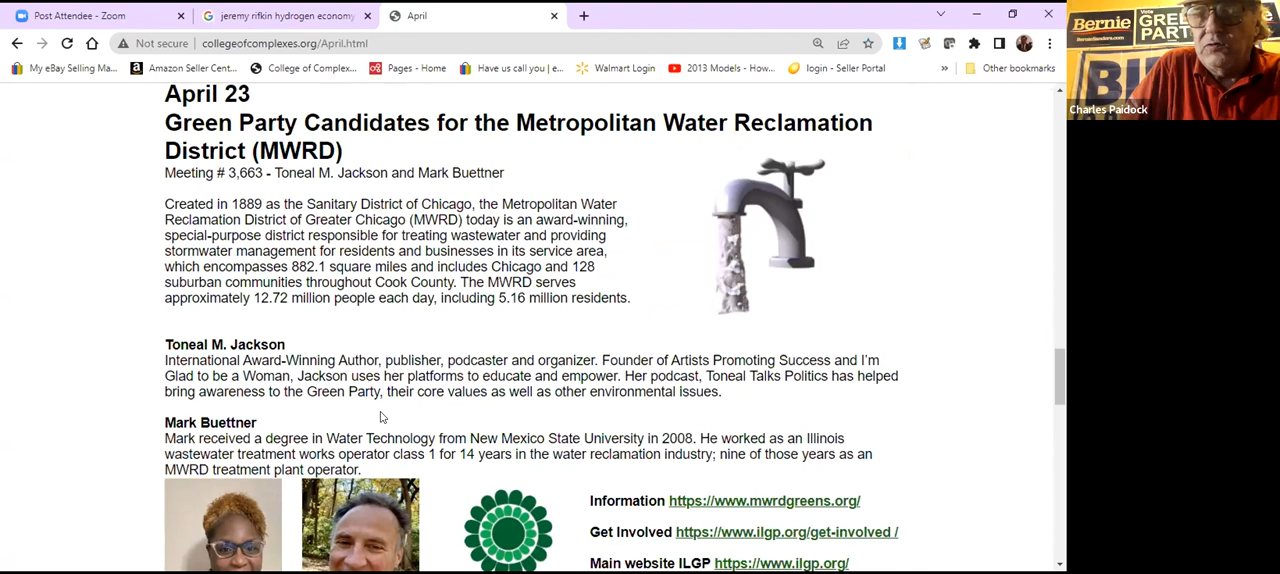 Post Attendee - Zoom
jeremy rifkin hydrogen economy
April
Not secure
collegeofcomplexes.org/April.html
My eBay Selling Ma...
Amazon Seller Cent...
College of Complex...
Pages - Home
Have us call you | e...
Walmart Login
2013 Models - How...
login - Seller Portal
»
Other bookmarks
April 23
Green Party Candidates for the Metropolitan Water Reclamation
District (MWRD)
Meeting # 3,663 - Toneal M. Jackson and Mark Buettner
Created in 1889 as the Sanitary District of Chicago, the Metropolitan Water
Reclamation District of Greater Chicago (MWRD) today is an award-winning,
special-purpose district responsible for treating wastewater and providing
stormwater management for residents and businesses in its service area,
which encompasses 882.1 square miles and includes Chicago and 128
suburban communities throughout Cook County. The MWRD serves
approximately 12.72 million people each day, including 5.16 million residents.
Toneal M. Jackson
International Award-Winning Author, publisher, podcaster and organizer. Founder of Artists Promoting Success and I'm
Glad to be a Woman, Jackson uses her platforms to educate and empower. Her podcast, Toneal Talks Politics has helped
bring awareness to the Green Party, their core values as well as other environmental issues.
Mark Buettner
Mark received a degree in Water Technology from New Mexico State University in 2008. He worked as an Illinois
wastewater treatment works operator class 1 for 14 years in the water reclamation industry; nine of those years as an
MWRD treatment plant operator.
Information https://www.mwrdgreens.org/
Get Involved https://www.ilgp.org/get-involved /
Main website ILGP https://www.ilgp.org/
Bernie
BernieSanders.com
Vote
GREE
PART
Charles Paidock